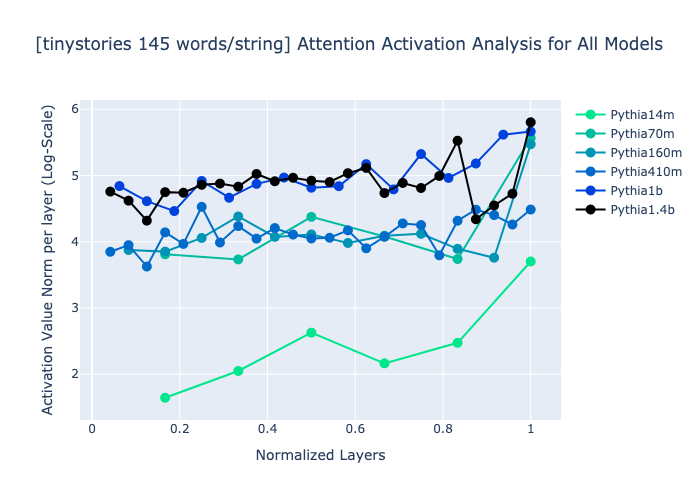 [tinystories 145 words/string] Attention Activation Analysis for All Models
Activation Value Norm per layer (Log-Scale)
6
5
4
3
2
0
0.2
0.4
0.6
0.8
1
Normalized Layers
Pythia14m
Pythia70m
Pythia160m
Pythia410m
Pythia1b
Pythia1.4b